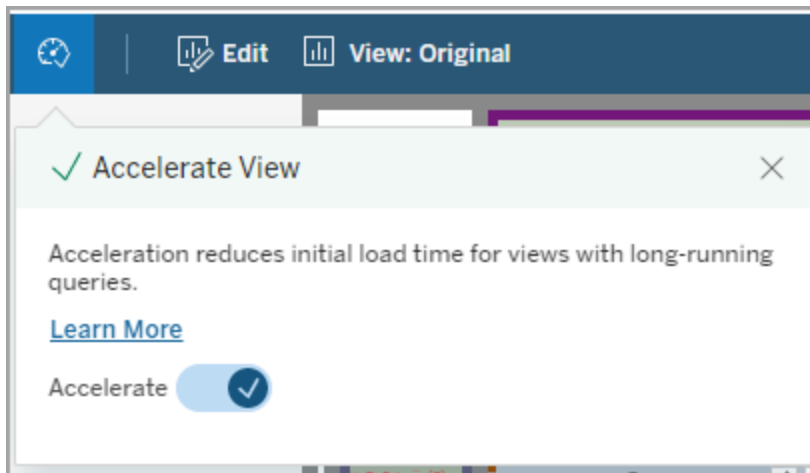 Edit View: Original
Accelerate View
Acceleration reduces initial load time for views with long-running
queries.
Learn More
Accelerate